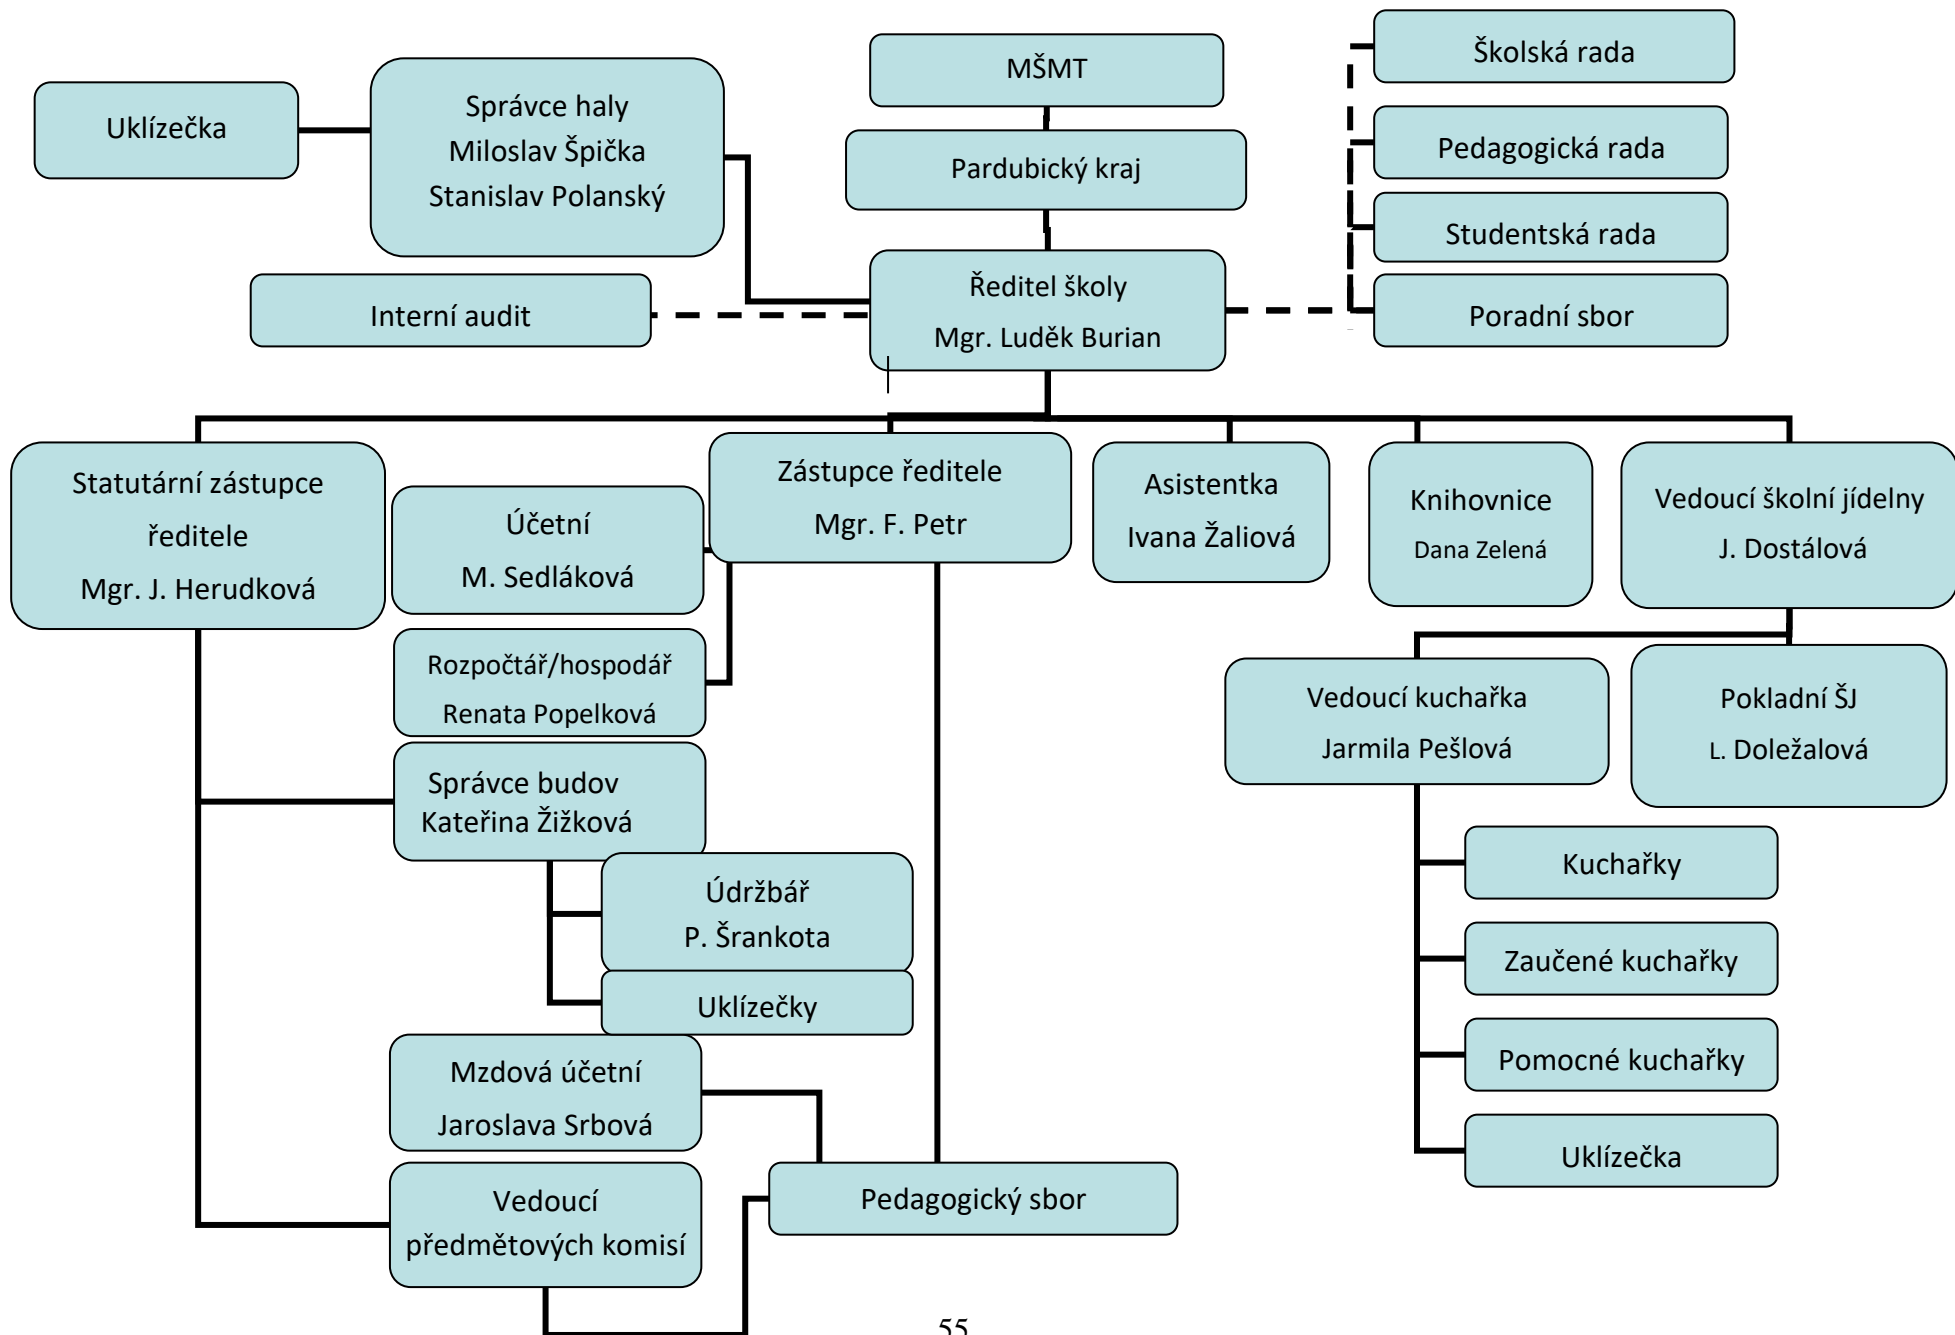 Uklízečka
Správce haly
Miloslav Špička
Stanislav Polanský
MŠMT
Pardubický kraj
Školská rada
Pedagogická rada
Studentská rada
Poradní sbor
Interní audit
Ředitel školy
Mgr. Luděk Burian
Statutární zástupce
ředitele
Mgr. J. Herudková
Účetní
M. Sedláková
Zástupce ředitele
Mgr. F. Petr
Asistentka
Ivana Žaliová
Knihovnice
Dana Zelená
Vedoucí školní jídelny
J. Dostálová
Rozpočtář/hospodář
Renata Popelková
Správce budov
Kateřina Žižková
Údržbář
P. Šrankota
Uklízečky
Vedoucí kuchařka
Jarmila Pešlová
Pokladní ŠJ
L. Doležalová
Kuchařky
Zaučené kuchařky
Pomocné kuchařky
Uklízečka
Mzdová účetní
Jaroslava Srbová
Vedoucí
předmětových komisí
Pedagogický sbor
55